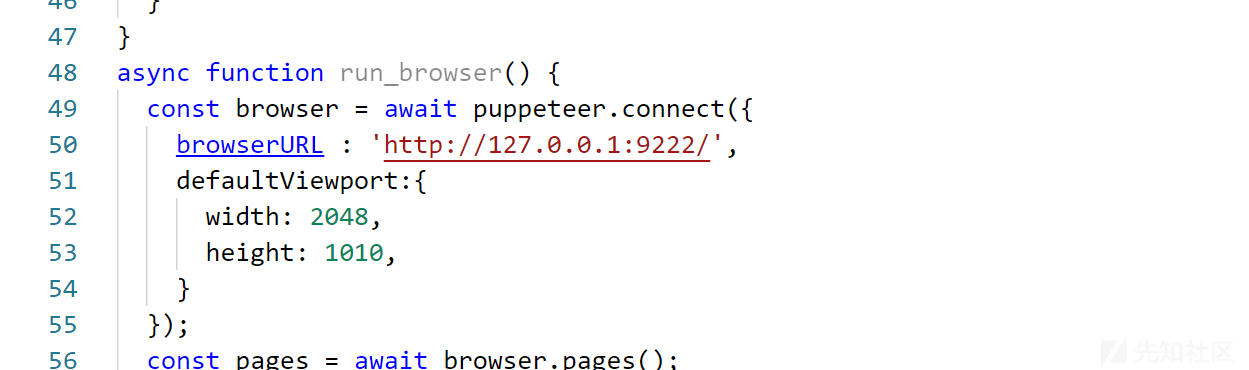 46 }
47 }
48 async function run_browser() {
49 const browser = await puppeteer.connect({
50 browserURL : 'http://127.0.0.1:9222/',
51 defaultViewport:{
52 width: 2048,
53 height: 1010,
54 }
55 });
56 const pages = await browser.pages();
先知社区